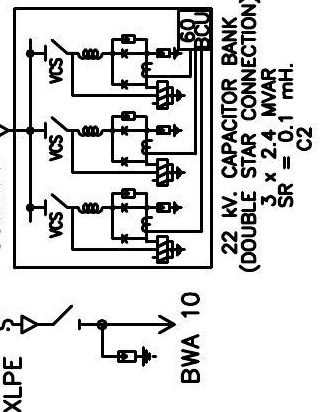 60
BCU
VCS
VCS
VCS
22 kV. CAPACITOR BANK
(DOUBLE STAR CONNECTION)
3 x 2.4 MVAR
SR = 0.1 mH.
C2
XLPE
BWA 10